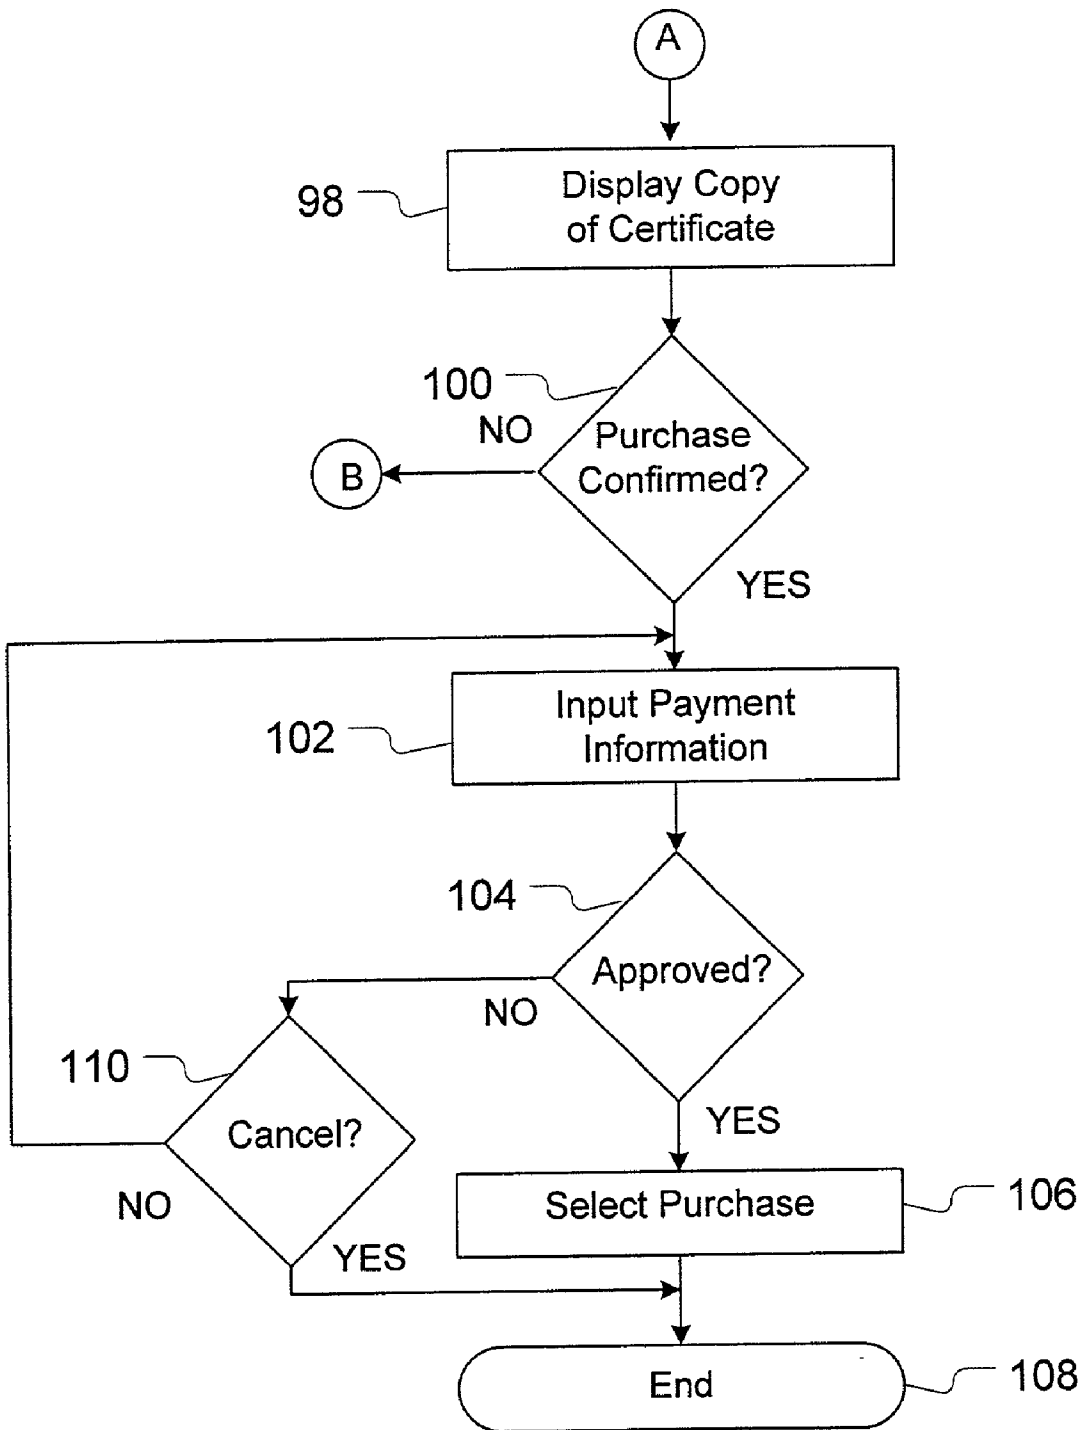 A
Display Copy
of Certificate
98
100
NO
Purchase
Confirmed?
B
YES
Input Payment
Information
102
104
Approved?
NO
110
Cancel?
YES
NO
Select Purchase
106
YES
End
108